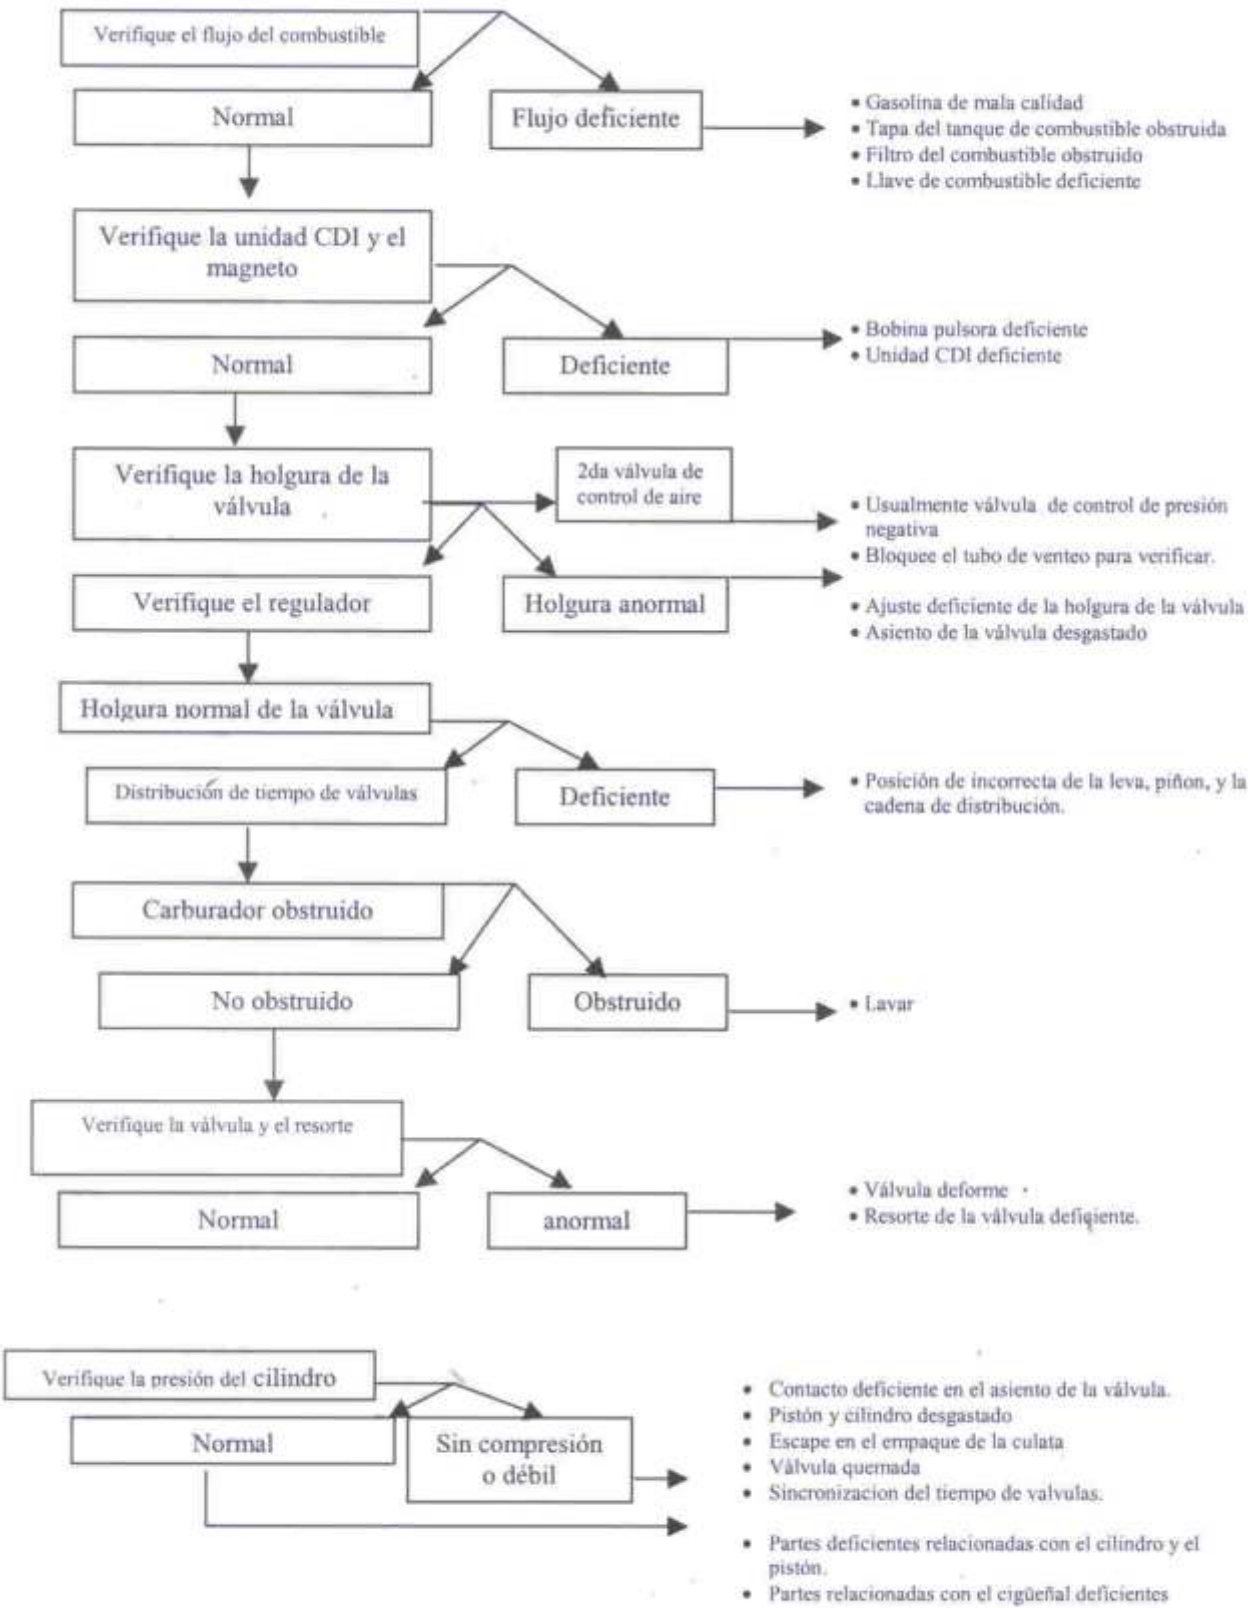 Verifique el flujo del combustible
Normal
Flujo deficiente
• Gasolina de mala calidad
• Tapa del tanque de combustible obstruida
• Filtro del combustible obstruido
• Llave de combustible deficiente
Verifique la unidad CDI y el
magneto
Normal
Deficiente
• Bobina pulsora deficiente
• Unidad CDI deficiente
Verifique la holgura de la
válvula
2da válvula de
control de aire
• Usualmente válvula de control de presión
negativa
• Bloquee el tubo de venteo para verificar.
Verifique el regulador
Holgura anormal
• Ajuste deficiente de la holgura de la válvula
• Asiento de la válvula desgastado
Holgura normal de la válvula
Distribución de tiempo de válvulas
Deficiente
• Posición de incorrecta de la leva, piñon, y la
cadena de distribución.
Carburador obstruido
No obstruido
Obstruido
• Lavar
Verifique la válvula y el resorte
Normal
anormal
• Válvula deforme
• Resorte de la válvula deficiente.
Verifique la presión del cilindro
Normal
Sin compresión
o débil
• Contacto deficiente en el asiento de la válvula.
• Pistón y cilindro desgastado
• Escape en el empaque de la culata
• Válvula quemada
• Sincronizacion del tiempo de valvulas.
• Partes deficientes relacionadas con el cilindro y el
pistón.
• Partes relacionadas con el cigüeñal deficientes